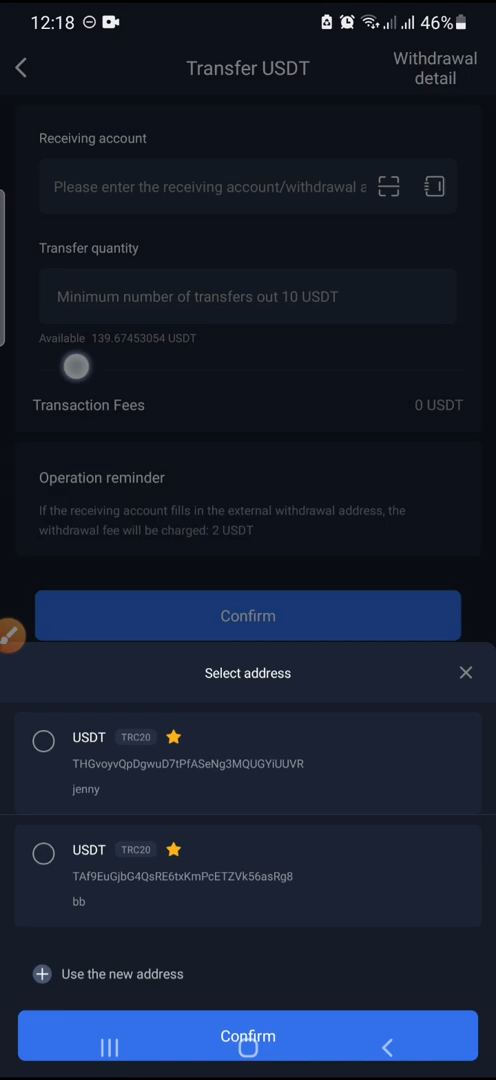 12:18 46%
Transfer USDT
Withdrawal
detail
Receiving account
Please enter the receiving account/withdrawal a
Transfer quantity
Minimum number of transfers out 10 USDT
Available 139.67453054 USDT
Transaction Fees 0 USDT
Operation reminder
If the receiving account fills in the external withdrawal address, the
withdrawal fee will be charged: 2 USDT
Confirm
Select address
USDT TRC20
THGvoyvQpDgwuD7tPfASeNg3MQUGYiUUVR
jenny
USDT TRC20
TAf9EuGjbG4QsRE6txKmPcETZVk56asRg8
bb
Use the new address
Confirm